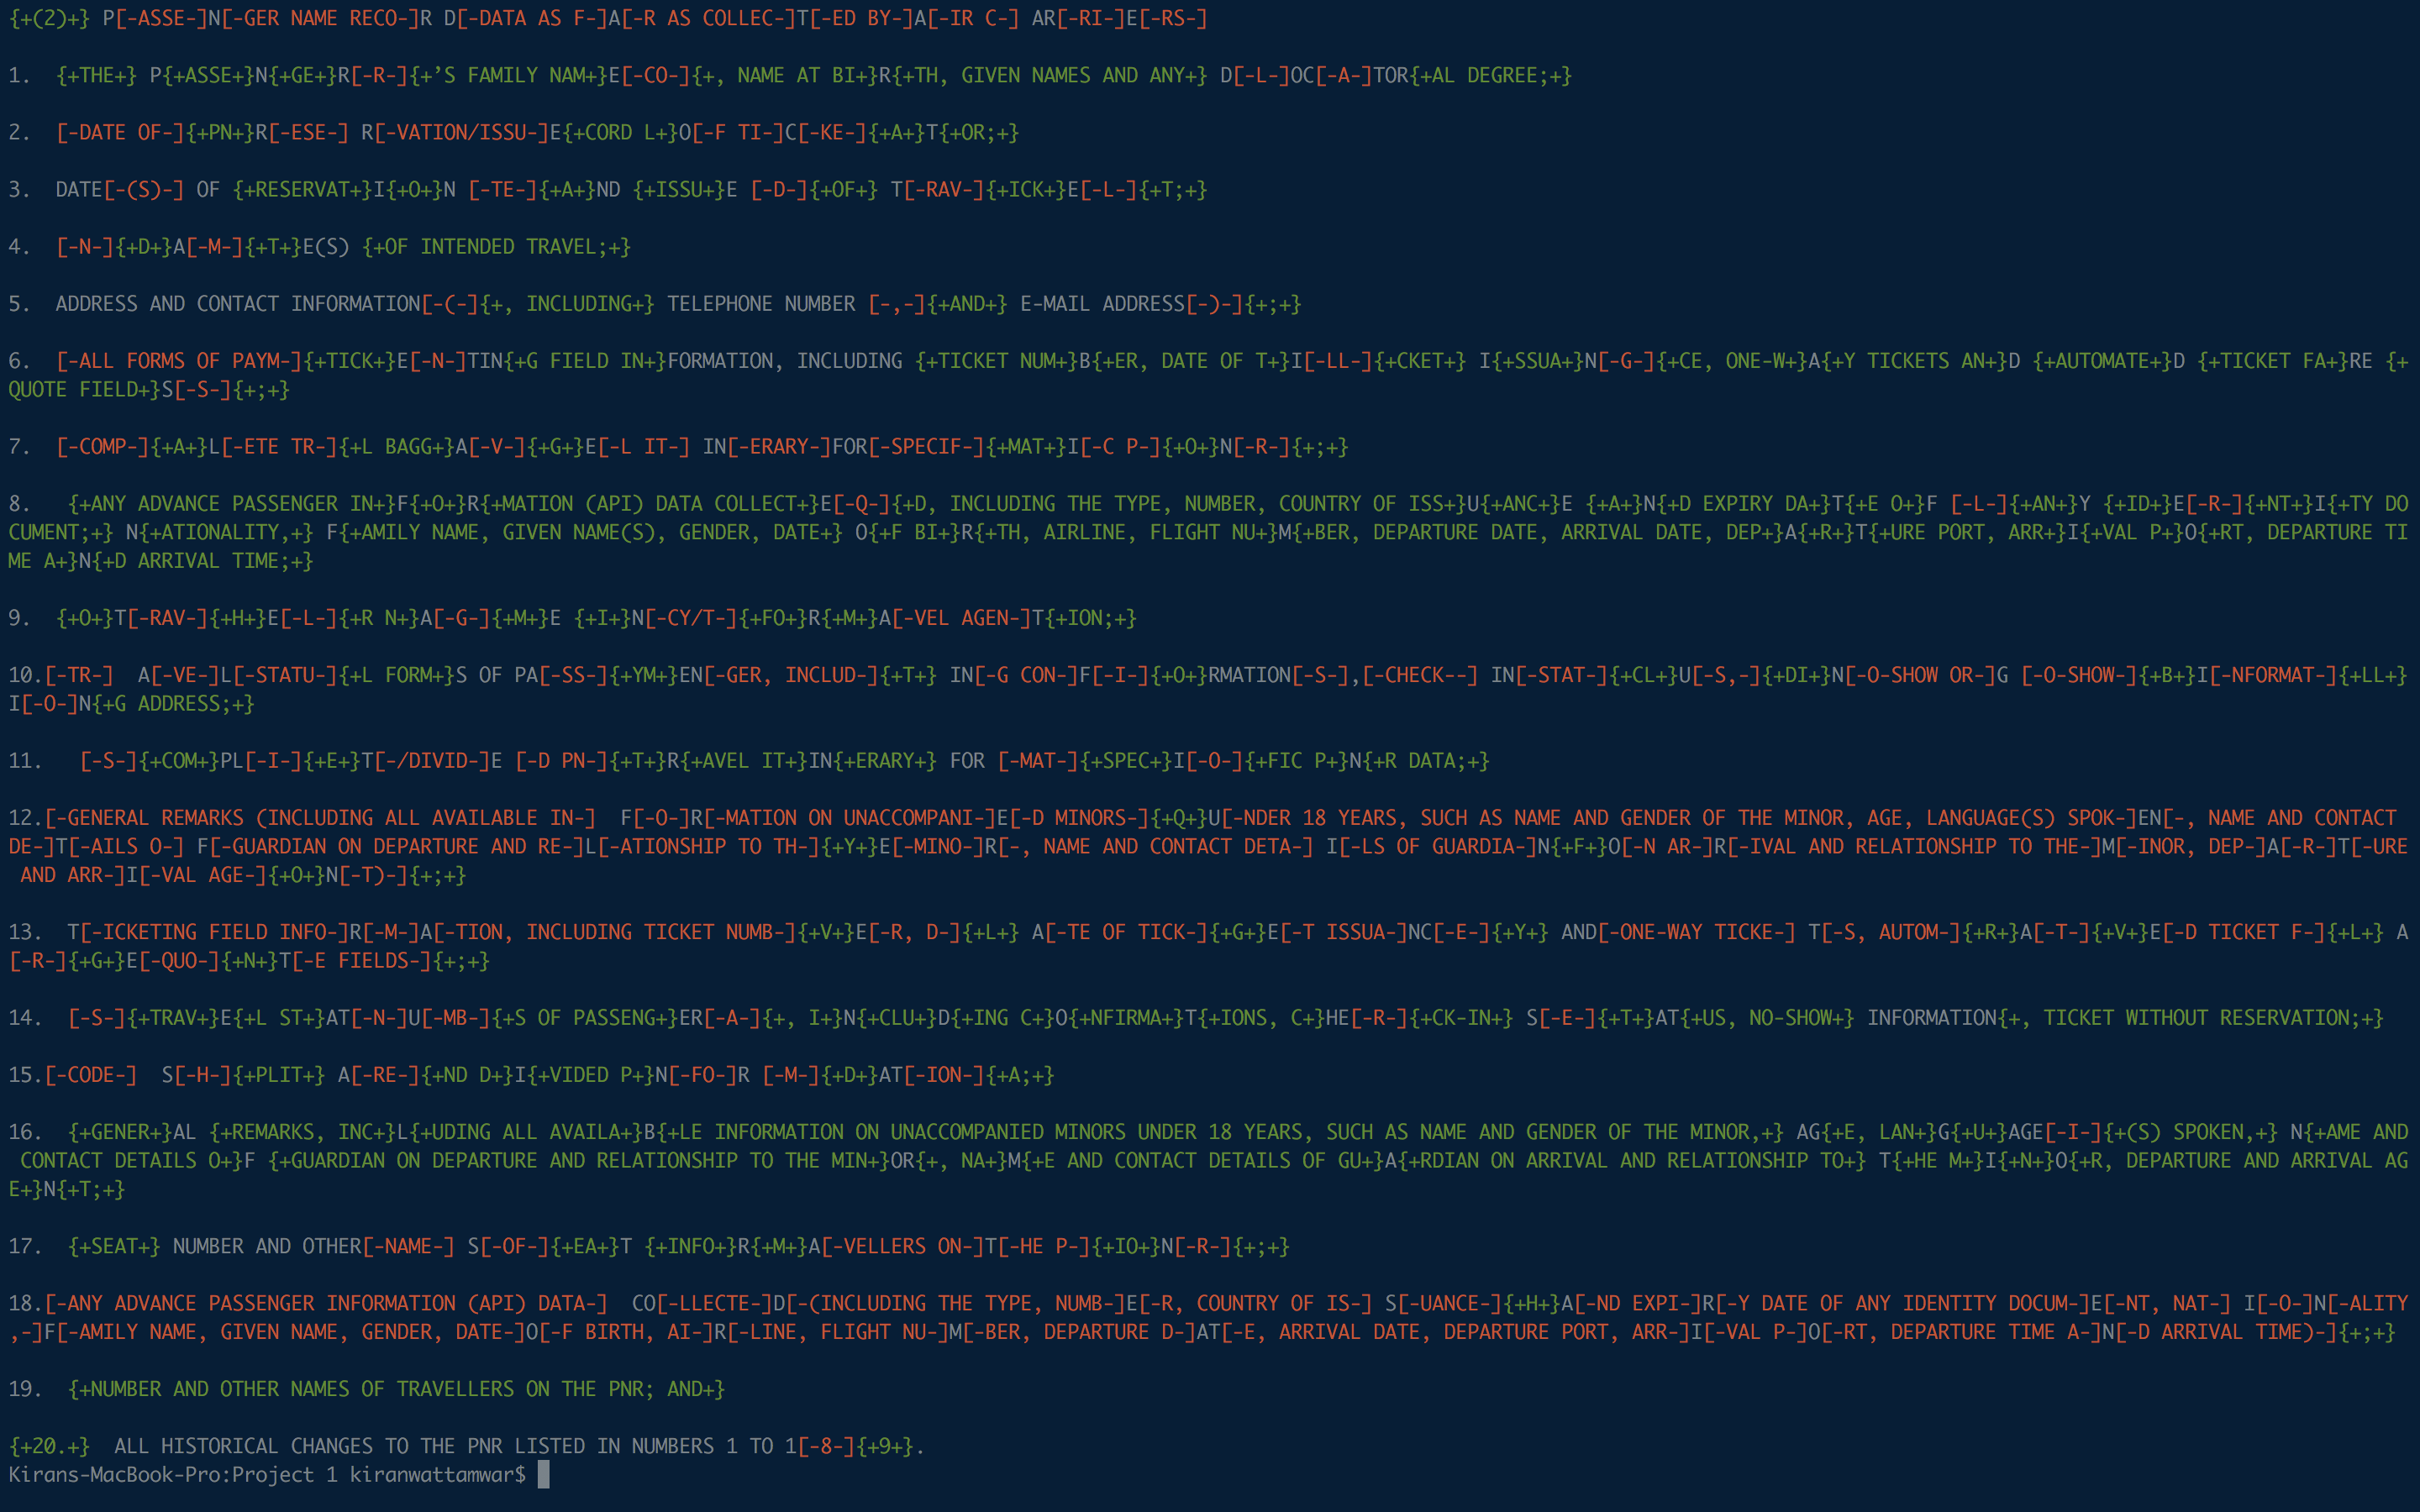 {+(2)+} P[-ASSE-]N[-GER NAME RECO-]R D[-DATA AS F-]A[-R AS COLLEC-]T[-ED BY-]A[-IR C-] AR[-RI-]E[-RS-]
1.  {+THE+} P{+ASSE+}N{+GE+}R[-R-]{+’S FAMILY NAM+}E[-CO-]{+, NAME AT BI+}R{+TH, GIVEN NAMES AND ANY+} D[-L-]OC[-A-]TOR{+AL DEGREE;+}
2.  [-DATE OF-]{+PN+}R[-ESE-] R[-VATION/ISSU-]E{+CORD L+}O[-F TI-]C[-KE-]{+A+}T{+OR;+}
3.  DATE[-(S)-] OF {+RESERVAT+}I{+O+}N [-TE-]{+A+}ND {+ISSU+}E [-D-]{+OF+} T[-RAV-]{+ICK+}E[-L-]{+T;+}
4.  [-N-]{+D+}A[-M-]{+T+}E(S) {+OF INTENDED TRAVEL;+}
5.  ADDRESS AND CONTACT INFORMATION[-(-]{+, INCLUDING+} TELEPHONE NUMBER [-,-]{+AND+} E-MAIL ADDRESS[-)-]{+;+}
6.  [-ALL FORMS OF PAYM-]{+TICK+}E[-N-]TIN{+G FIELD IN+}FORMATION, INCLUDING {+TICKET NUM+}B{+ER, DATE OF T+}I[-LL-]{+CKET+} I{+SSUA+}N[-G-]{+CE, ONE-W+}A{+Y TICKETS AN+}D {+AUTOMATE+}D {+TICKET FA+}RE {+
QUOTE FIELD+}S[-S-]{+;+}
7.  [-COMP-]{+A+}L[-ETE TR-]{+L BAGG+}A[-V-]{+G+}E[-L IT-] IN[-ERARY-]FOR[-SPECIF-]{+MAT+}I[-C P-]{+O+}N[-R-]{+;+}
8.   {+ANY ADVANCE PASSENGER IN+}F{+O+}R{+MATION (API) DATA COLLECT+}E[-Q-]{+D, INCLUDING THE TYPE, NUMBER, COUNTRY OF ISS+}U{+ANC+}E {+A+}N{+D EXPIRY DA+}T{+E O+}F [-L-]{+AN+}Y {+ID+}E[-R-]{+NT+}I{+TY DO
CUMENT;+} N{+ATIONALITY,+} F{+AMILY NAME, GIVEN NAME(S), GENDER, DATE+} O{+F BI+}R{+TH, AIRLINE, FLIGHT NU+}M{+BER, DEPARTURE DATE, ARRIVAL DATE, DEP+}A{+R+}T{+URE PORT, ARR+}I{+VAL P+}O{+RT, DEPARTURE TI
ME A+}N{+D ARRIVAL TIME;+}
9.  {+O+}T[-RAV-]{+H+}E[-L-]{+R N+}A[-G-]{+M+}E {+I+}N[-CY/T-]{+FO+}R{+M+}A[-VEL AGEN-]T{+ION;+}
10.[-TR-]  A[-VE-]L[-STATU-]{+L FORM+}S OF PA[-SS-]{+YM+}EN[-GER, INCLUD-]{+T+} IN[-G CON-]F[-I-]{+O+}RMATION[-S-],[-CHECK--] IN[-STAT-]{+CL+}U[-S,-]{+DI+}N[-O-SHOW OR-]G [-O-SHOW-]{+B+}I[-NFORMAT-]{+LL+}
I[-O-]N{+G ADDRESS;+}
11.   [-S-]{+COM+}PL[-I-]{+E+}T[-/DIVID-]E [-D PN-]{+T+}R{+AVEL IT+}IN{+ERARY+} FOR [-MAT-]{+SPEC+}I[-O-]{+FIC P+}N{+R DATA;+}
12.[-GENERAL REMARKS (INCLUDING ALL AVAILABLE IN-]  F[-O-]R[-MATION ON UNACCOMPANI-]E[-D MINORS-]{+Q+}U[-NDER 18 YEARS, SUCH AS NAME AND GENDER OF THE MINOR, AGE, LANGUAGE(S) SPOK-]EN[-, NAME AND CONTACT
DE-]T[-AILS O-] F[-GUARDIAN ON DEPARTURE AND RE-]L[-ATIONSHIP TO TH-]{+Y+}E[-MINO-]R[-, NAME AND CONTACT DETA-] I[-LS OF GUARDIA-]N{+F+}O[-N AR-]R[-IVAL AND RELATIONSHIP TO THE-]M[-INOR, DEP-]A[-R-]T[-URE
 AND ARR-]I[-VAL AGE-]{+O+}N[-T)-]{+;+}
13.  T[-ICKETING FIELD INFO-]R[-M-]A[-TION, INCLUDING TICKET NUMB-]{+V+}E[-R, D-]{+L+} A[-TE OF TICK-]{+G+}E[-T ISSUA-]NC[-E-]{+Y+} AND[-ONE-WAY TICKE-] T[-S, AUTOM-]{+R+}A[-T-]{+V+}E[-D TICKET F-]{+L+} A
[-R-]{+G+}E[-QUO-]{+N+}T[-E FIELDS-]{+;+}
14.  [-S-]{+TRAV+}E{+L ST+}AT[-N-]U[-MB-]{+S OF PASSENG+}ER[-A-]{+, I+}N{+CLU+}D{+ING C+}O{+NFIRMA+}T{+IONS, C+}HE[-R-]{+CK-IN+} S[-E-]{+T+}AT{+US, NO-SHOW+} INFORMATION{+, TICKET WITHOUT RESERVATION;+}
15.[-CODE-]  S[-H-]{+PLIT+} A[-RE-]{+ND D+}I{+VIDED P+}N[-FO-]R [-M-]{+D+}AT[-ION-]{+A;+}
16.  {+GENER+}AL {+REMARKS, INC+}L{+UDING ALL AVAILA+}B{+LE INFORMATION ON UNACCOMPANIED MINORS UNDER 18 YEARS, SUCH AS NAME AND GENDER OF THE MINOR,+} AG{+E, LAN+}G{+U+}AGE[-I-]{+(S) SPOKEN,+} N{+AME AND
 CONTACT DETAILS O+}F {+GUARDIAN ON DEPARTURE AND RELATIONSHIP TO THE MIN+}OR{+, NA+}M{+E AND CONTACT DETAILS OF GU+}A{+RDIAN ON ARRIVAL AND RELATIONSHIP TO+} T{+HE M+}I{+N+}O{+R, DEPARTURE AND ARRIVAL AG
E+}N{+T;+}
17.  {+SEAT+} NUMBER AND OTHER[-NAME-] S[-OF-]{+EA+}T {+INFO+}R{+M+}A[-VELLERS ON-]T[-HE P-]{+IO+}N[-R-]{+;+}
18.[-ANY ADVANCE PASSENGER INFORMATION (API) DATA-]  CO[-LLECTE-]D[-(INCLUDING THE TYPE, NUMB-]E[-R, COUNTRY OF IS-] S[-UANCE-]{+H+}A[-ND EXPI-]R[-Y DATE OF ANY IDENTITY DOCUM-]E[-NT, NAT-] I[-O-]N[-ALITY
,-]F[-AMILY NAME, GIVEN NAME, GENDER, DATE-]O[-F BIRTH, AI-]R[-LINE, FLIGHT NU-]M[-BER, DEPARTURE D-]AT[-E, ARRIVAL DATE, DEPARTURE PORT, ARR-]I[-VAL P-]O[-RT, DEPARTURE TIME A-]N[-D ARRIVAL TIME)-]{+;+}
19.  {+NUMBER AND OTHER NAMES OF TRAVELLERS ON THE PNR; AND+}
{+20.+}  ALL HISTORICAL CHANGES TO THE PNR LISTED IN NUMBERS 1 TO 1[-8-]{+9+}.
Kirans-MacBook-Pro:Project 1 kiranwattamwar$